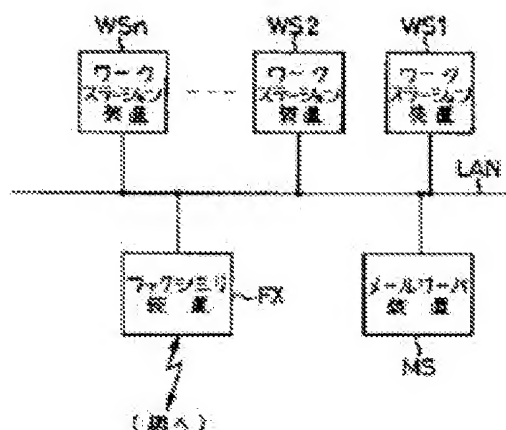 WSn
WS2
WS1
ワーク
ステーション
装置
ワーク
ステーション
装置
ワーク
ステーション
装置
LAN
ファクシミリ
装置
FX
メールサーバ
装置
MS